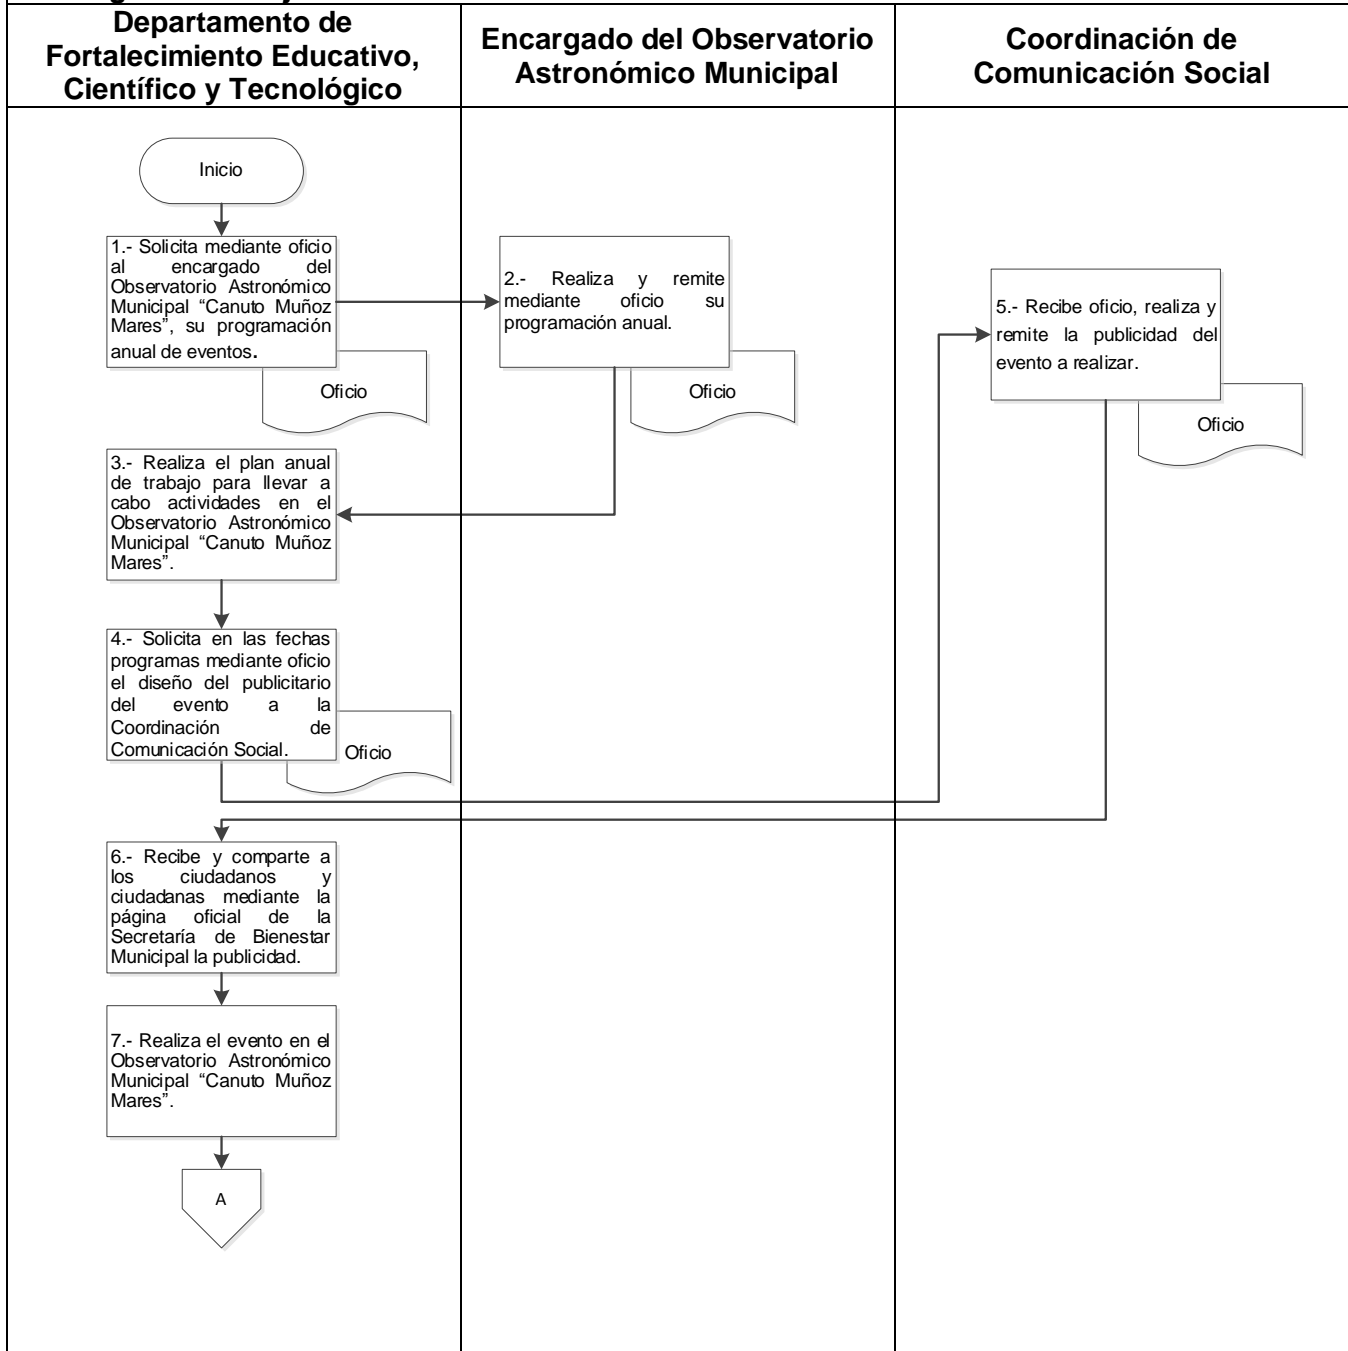 Departamento de
Fortalecimiento Educativo,
Científico y Tecnológico
Encargado del Observatorio
Astronómico Municipal
Coordinación de
Comunicación Social
Inicio
1.- Solicita mediante oficio
al encargado del
Observatorio Astronómico
Municipal “Canuto Muñoz
Mares”, su programación
anual de eventos.
Oficio
2.- Realiza y remite
mediante oficio su
programación anual.
Oficio
3.- Realiza el plan anual
de trabajo para llevar a
cabo actividades en el
Observatorio Astronómico
Municipal “Canuto Muñoz
Mares”.
4.- Solicita en las fechas
programas mediante oficio
el diseño del publicitario
del evento a la
Coordinación de
Comunicación Social.
Oficio
5.- Recibe oficio, realiza y
remite la publicidad del
evento a realizar.
Oficio
6.- Recibe y comparte a
los ciudadanos y
ciudadanas mediante la
página oficial de la
Secretaría de Bienestar
Municipal la publicidad.
7.- Realiza el evento en el
Observatorio Astronómico
Municipal “Canuto Muñoz
Mares”.
A